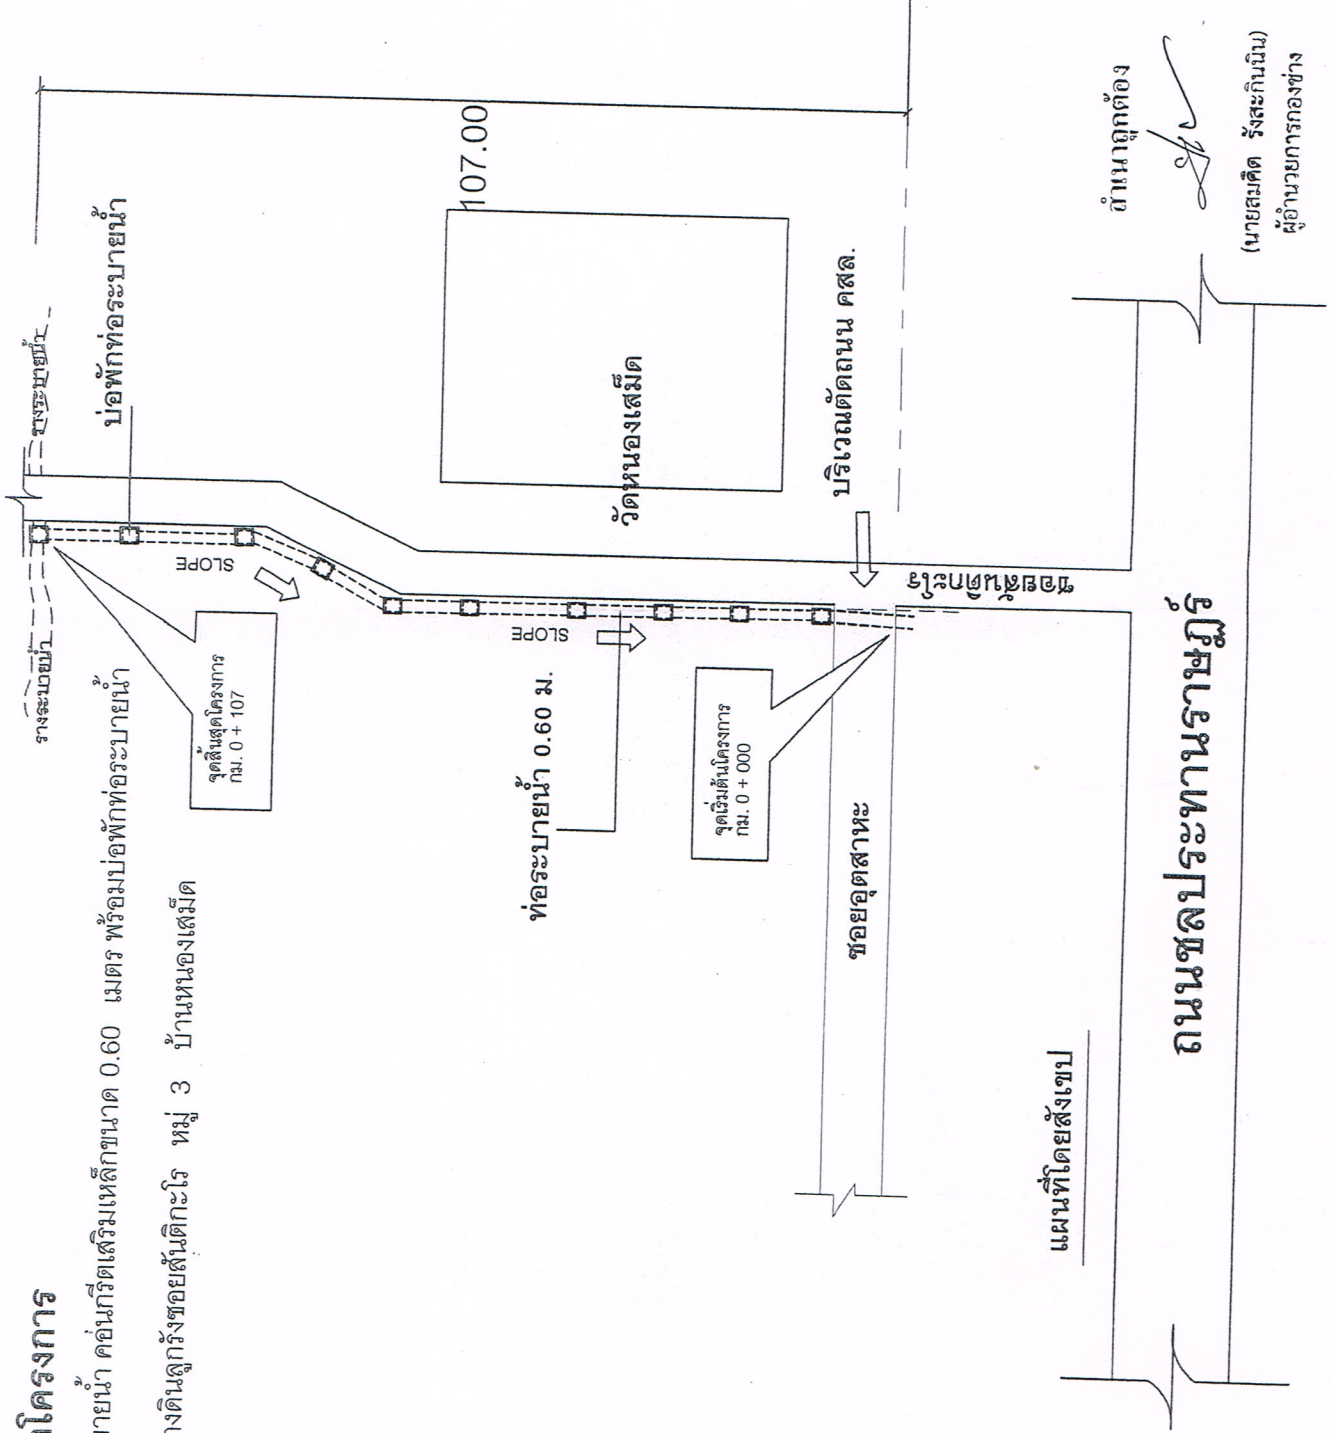 โครงการ
บายน้ำ คอนกรีตเสริมเหล็กขนาด 0.60 เมตร พร้อมบ่อพักท่อระบายน้ำ
างดินลูกรังซอยสันติกะโร หมู่ 3 บ้านหนองเสม็ด
รางระบายน้ำ
รางระบายน้ำ
บ่อพักท่อระบายน้ำ
SLOPE
จุดสิ้นสุดโครงการ
กม. 0 + 107
107.00
วัดหนองเสม็ด
SLOPE
ท่อระบายน้ำ 0.60 ม.
จุดเริ่มต้นโครงการ
กม. 0 + 000
บริเวณตัดถนน คสล.
ซอยอุตสาหะ
ซอยสันติกะโร
แผนที่โดยสังเขป
ถนนชลประทานราษฎร์
สำเนาถูกต้อง
(นายสมคิด รังสะกินนิน)
ผู้อำนวยการกองช่าง